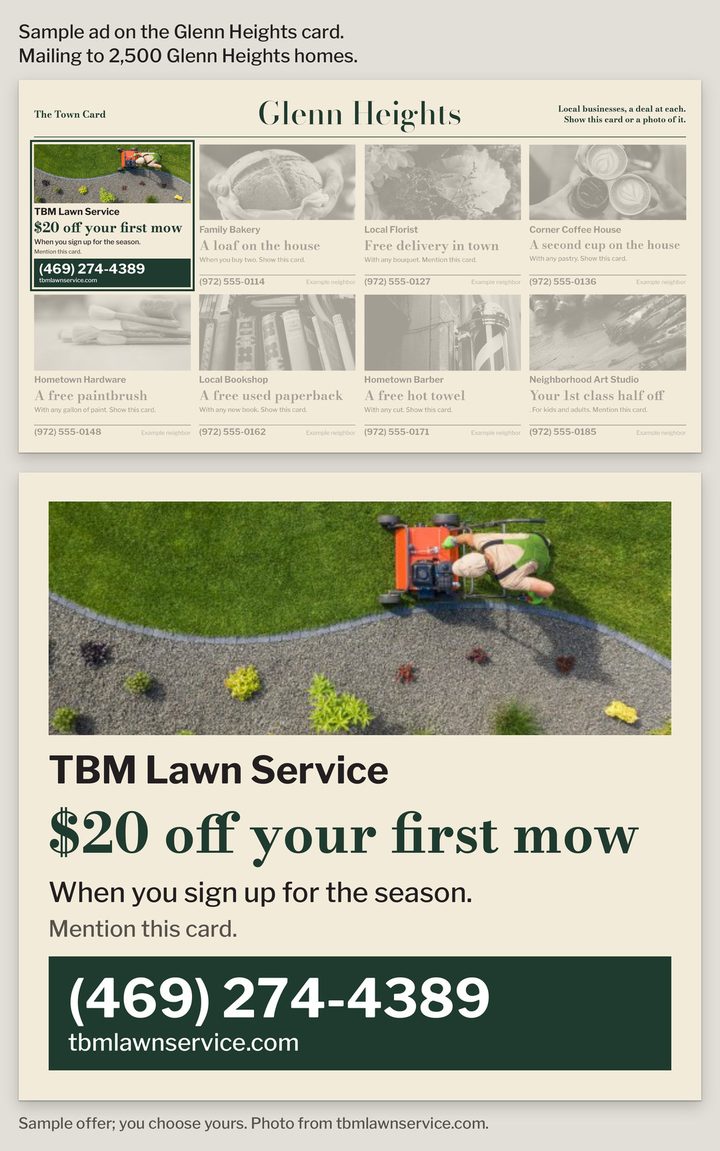 Sample ad on the Glenn Heights card.
Mailing to 2,500 Glenn Heights homes.
The Town Card
Glenn Heights
Local businesses, a deal at each.
Show this card or a photo of it.
TBM Lawn Service
$20 off your first mow
When you sign up for the season.
Mention this card.
(469) 274-4389
tbmlawnservice.com
Family Bakery
A loaf on the house
When you buy two. Show this card.
(972) 555-0114 Example neighbor
Local Florist
Free delivery in town
With any bouquet. Mention this card.
(972) 555-0127 Example neighbor
Corner Coffee House
A second cup on the house
With any pastry. Show this card.
(972) 555-0136 Example neighbor
Hometown Hardware
A free paintbrush
With any gallon of paint. Show this card.
(972) 555-0148 Example neighbor
Local Bookshop
A free used paperback
With any new book. Show this card.
(972) 555-0162 Example neighbor
Hometown Barber
A free hot towel
With any cut. Show this card.
(972) 555-0171 Example neighbor
Neighborhood Art Studio
Your 1st class half off
For kids and adults. Mention this card.
(972) 555-0185 Example neighbor
TBM Lawn Service
$20 off your first mow
When you sign up for the season.
Mention this card.
(469) 274-4389
tbmlawnservice.com
Sample offer; you choose yours. Photo from tbmlawnservice.com.